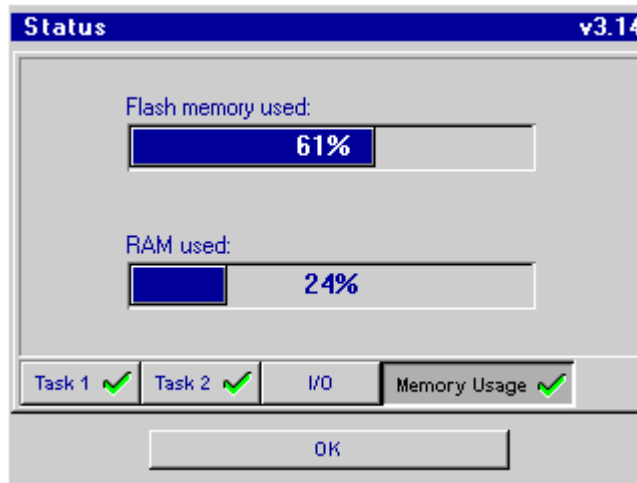 Status v3.14
Flash memory used:
61%
RAM used:
24%
Task 1 Task 2 I/O Memory Usage
OK